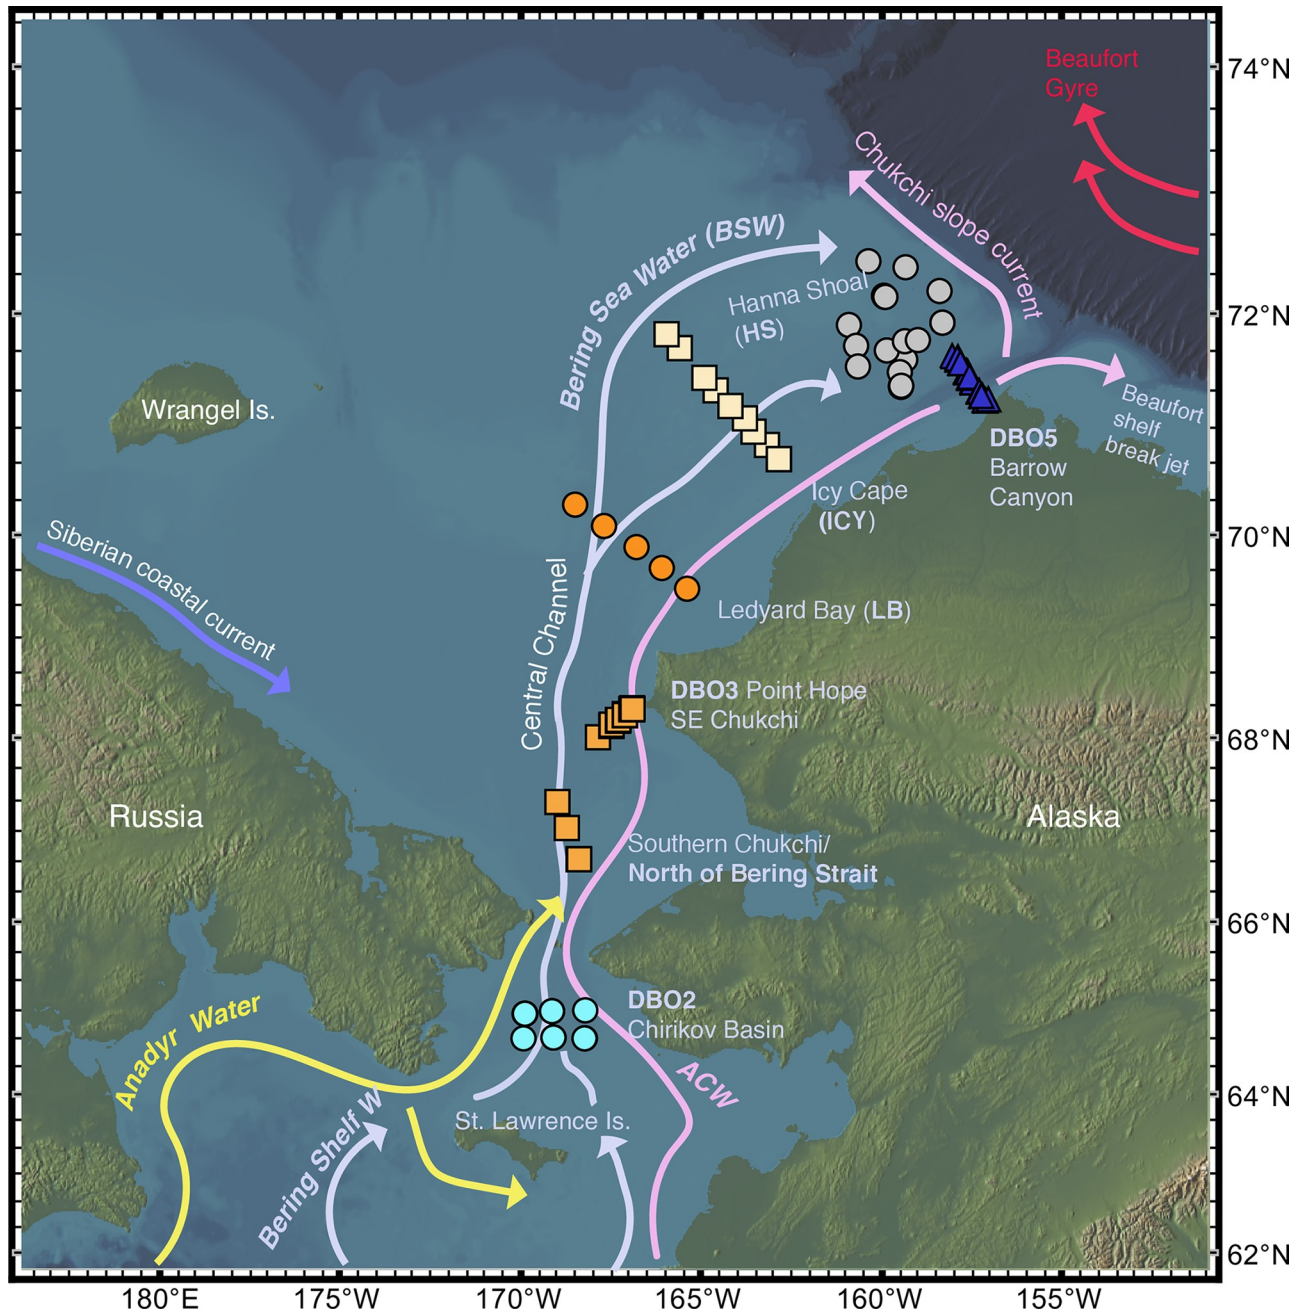 Beaufort
Gyre
74°N
Chukchi slope current
Bering Sea Water (BSW)
Hanna Shoal
(HS)
72°N
Wrangel Is.
Beaufort
shelf
break jet
DBO5
Barrow
Canyon
Icy Cape
(ICY)
70°N
Siberian coastal current
Central Channel
Ledyard Bay (LB)
DBO3 Point Hope
SE Chukchi
68°N
Russia
Alaska
Southern Chukchi/
North of Bering Strait
66°N
DBO2
Chirikov Basin
Anadyr Water
ACW
64°N
St. Lawrence Is.
Bering Shelf W
62°N
180°E
175°W
170°W
165°W
160°W
155°W